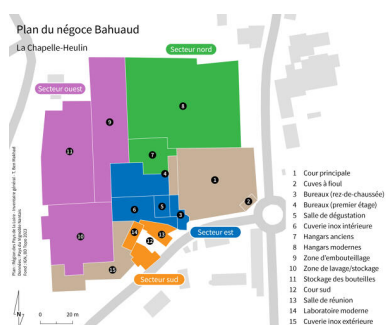 Plan du négoce Bahuaud
La Chapelle-Heulin
Secteur nord
Secteur ouest
8
9
11
7
4
1
6
5
3
2
Secteur est
14
13
12
10
15
Secteur sud
N
0 20 m
1 Cour principale
2 Cuves à fioul
3 Bureaux (rez-de-chaussée)
4 Bureaux (premier étage)
5 Salle de dégustation
6 Cuverie inox intérieure
7 Hangars anciens
8 Hangars modernes
9 Zone d'embouteillage
10 Zone de lavage/stockage
11 Stockage des bouteilles
12 Cour sud
13 Salle de réunion
14 Laboratoire moderne
15 Cuverie inox extérieure